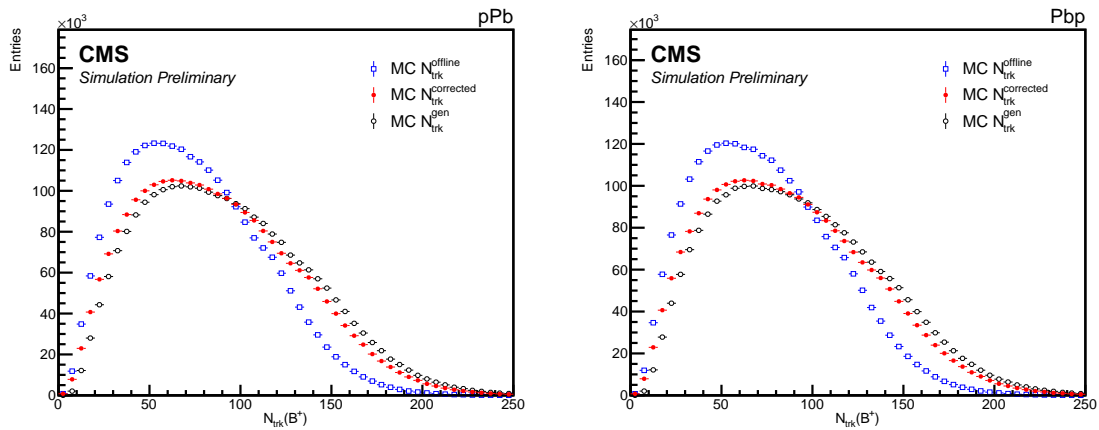 pPb
×10³
Entries
CMS
Simulation Preliminary
MC N_trk^offline
MC N_trk^corrected
MC N_trk^gen
160
140
120
100
80
60
40
20
0
0 50 100 150 200 250
N_trk(B⁺)
Pbp
×10³
Entries
CMS
Simulation Preliminary
MC N_trk^offline
MC N_trk^corrected
MC N_trk^gen
160
140
120
100
80
60
40
20
0
0 50 100 150 200 250
N_trk(B⁺)